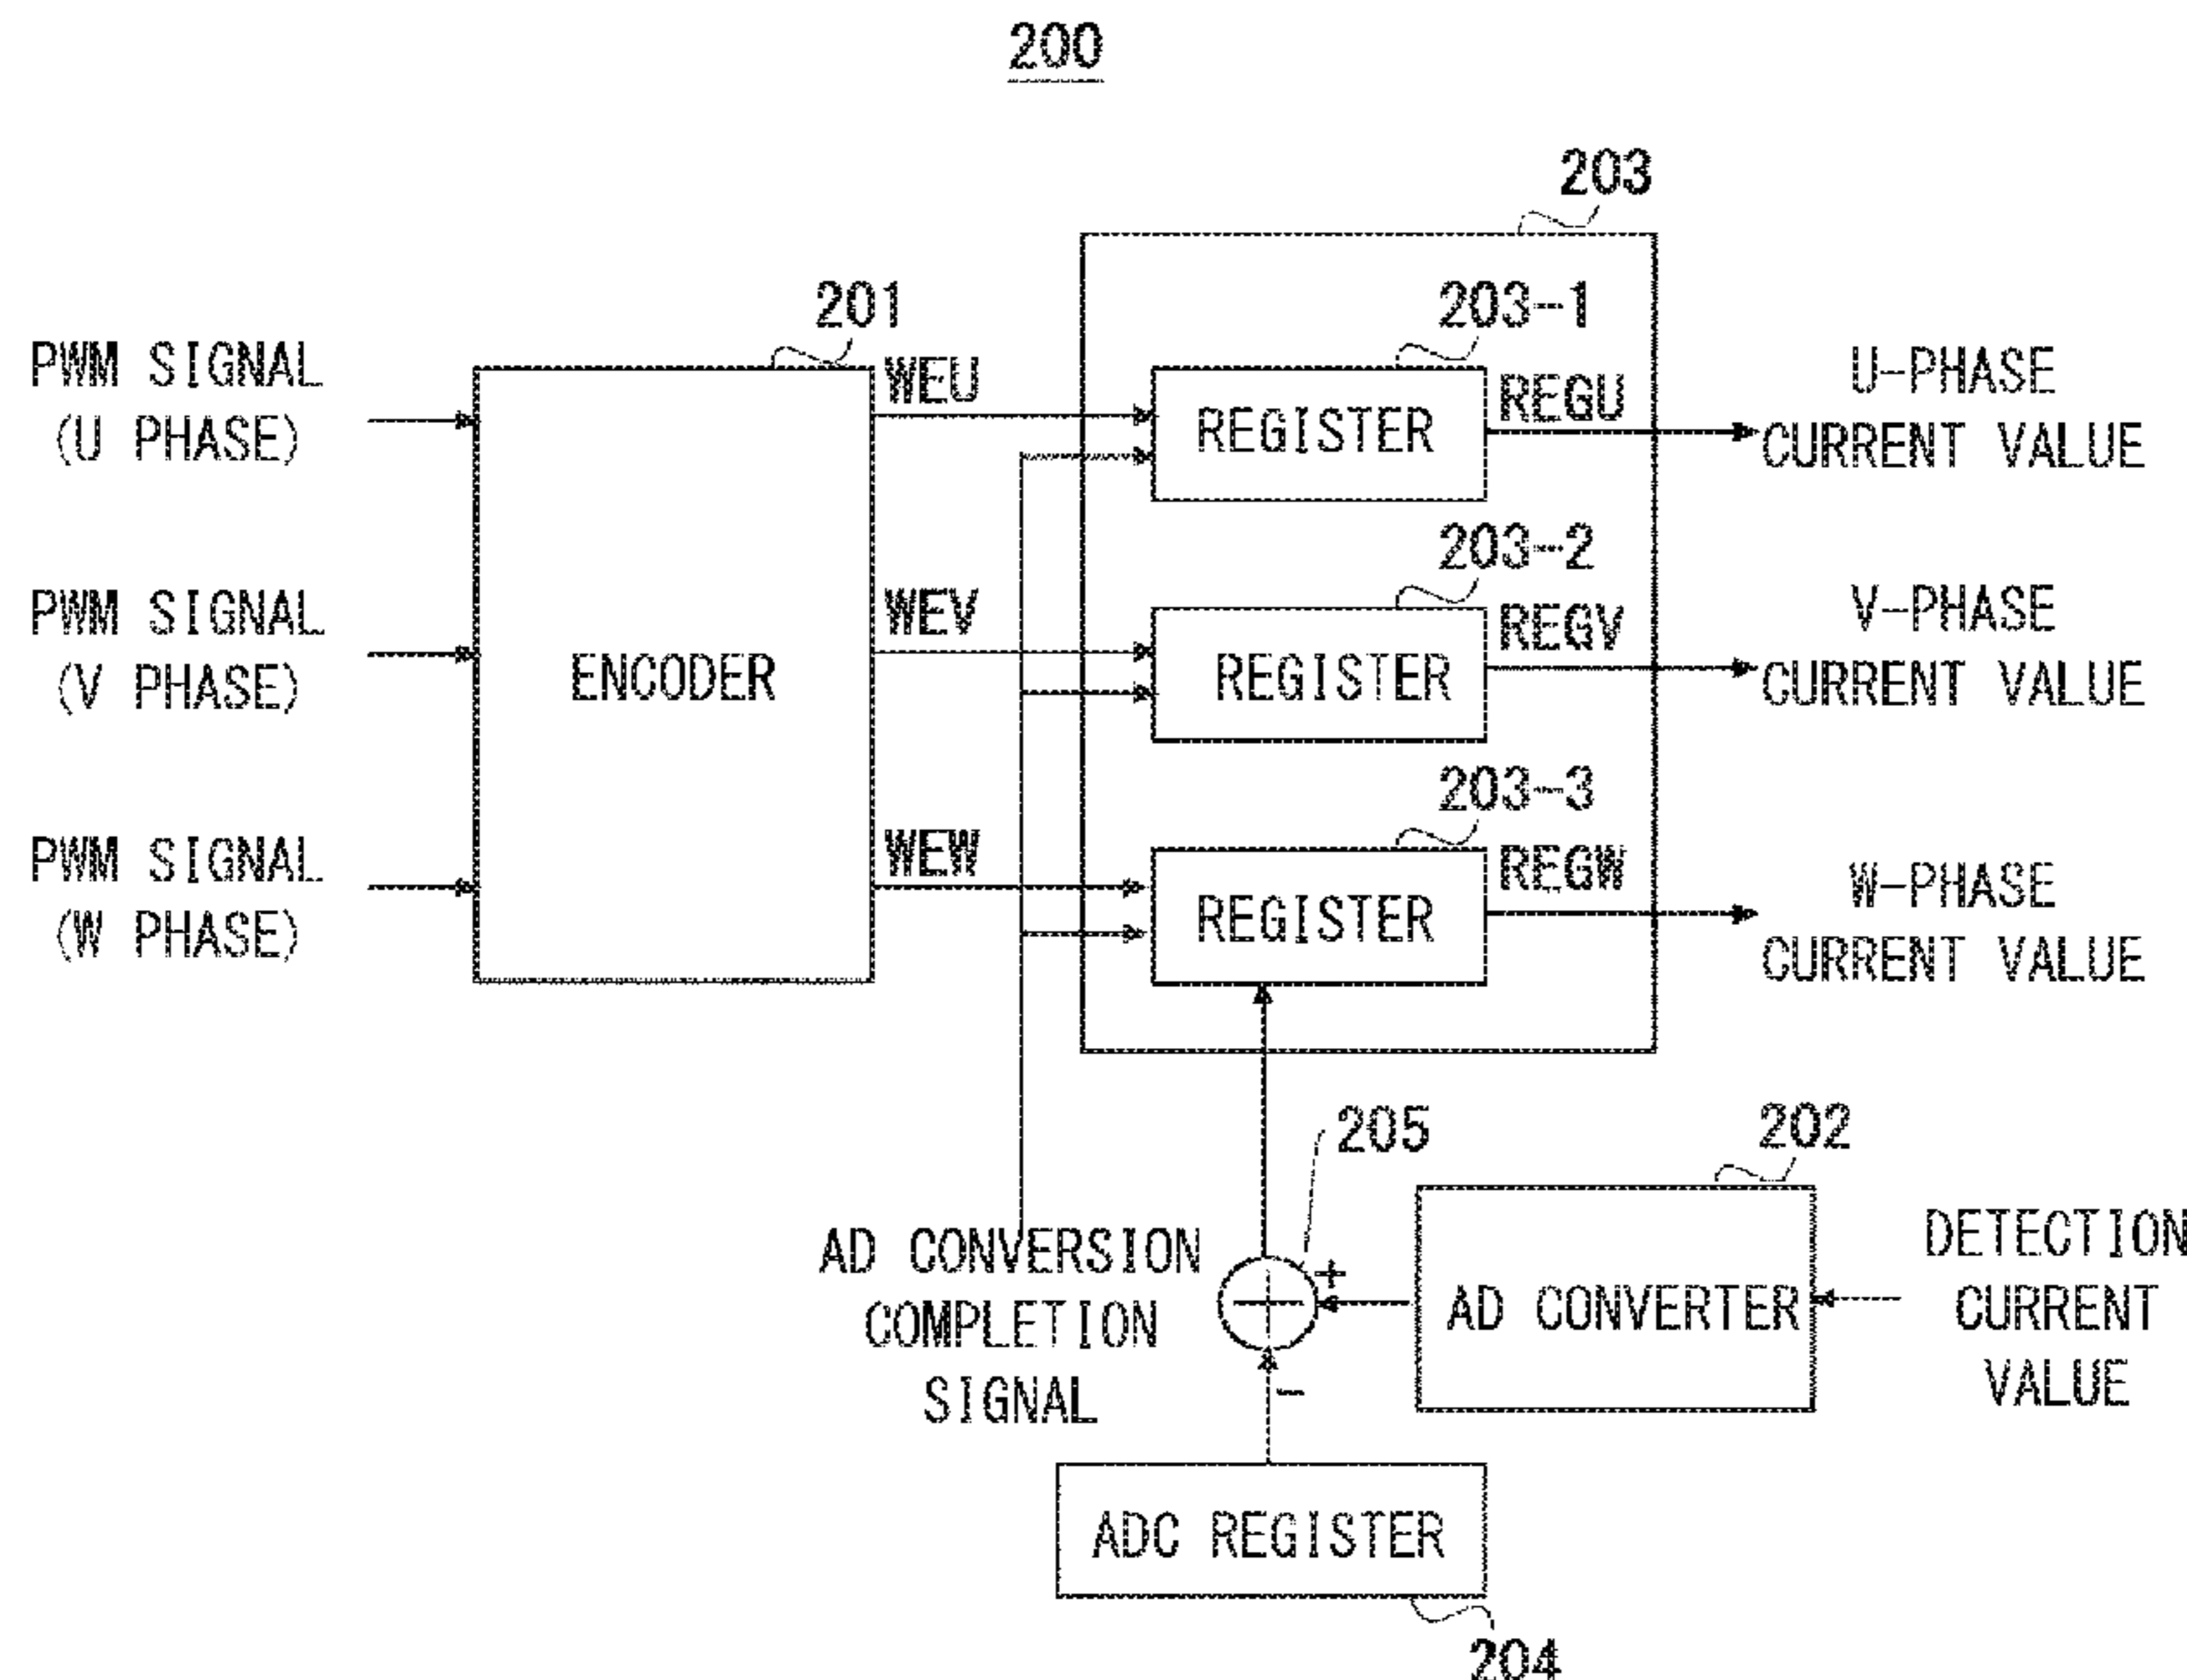 200
203
201
203-1
PWM SIGNAL
(U PHASE)
WEU
REGISTER
REGU
U-PHASE
CURRENT VALUE
203-2
PWM SIGNAL
(V PHASE)
ENCODER
WEV
REGISTER
REGV
V-PHASE
CURRENT VALUE
203-3
PWM SIGNAL
(W PHASE)
WEW
REGISTER
REGW
W-PHASE
CURRENT VALUE
205
202
AD CONVERSION
COMPLETION
SIGNAL
+
-
AD CONVERTER
DETECTION
CURRENT
VALUE
ADC REGISTER
204